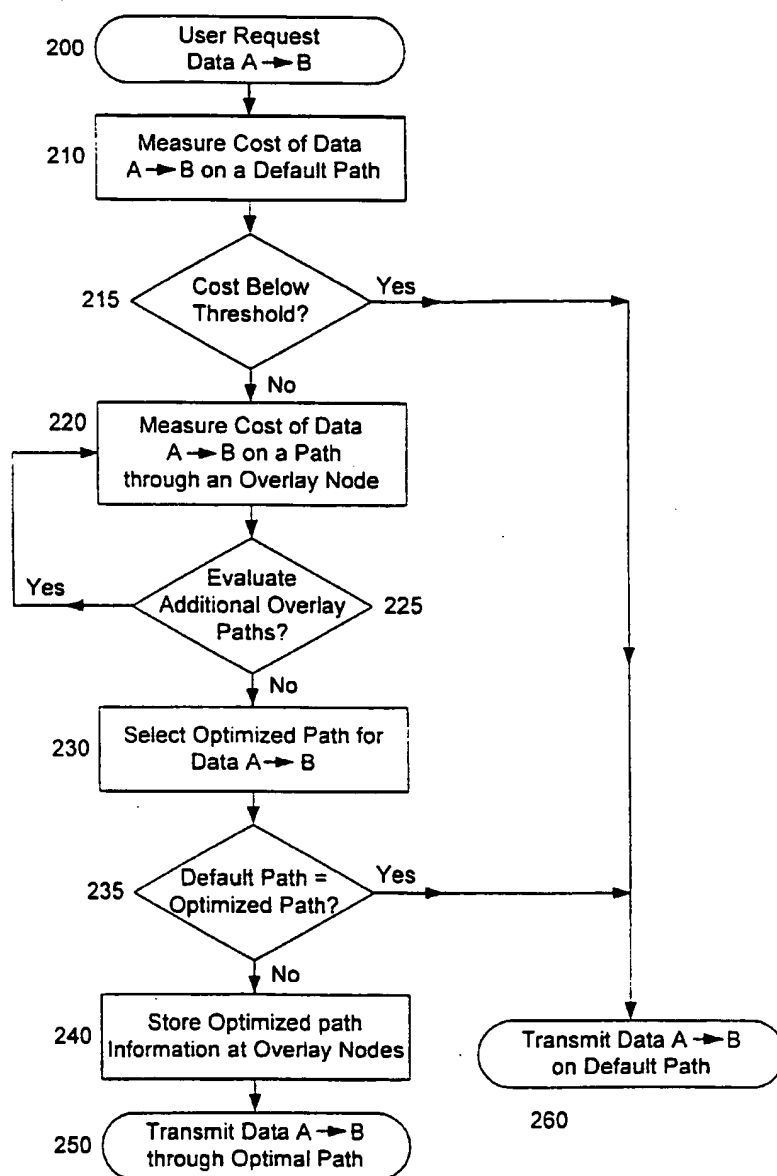 200
User Request
Data A → B
210
Measure Cost of Data
A → B on a Default Path
215
Cost Below
Threshold?
Yes
No
220
Measure Cost of Data
A → B on a Path
through an Overlay Node
Yes
Evaluate
Additional Overlay
Paths?
225
No
230
Select Optimized Path for
Data A → B
235
Default Path =
Optimized Path?
Yes
No
240
Store Optimized path
Information at Overlay Nodes
Transmit Data A → B
on Default Path
260
250
Transmit Data A → B
through Optimal Path